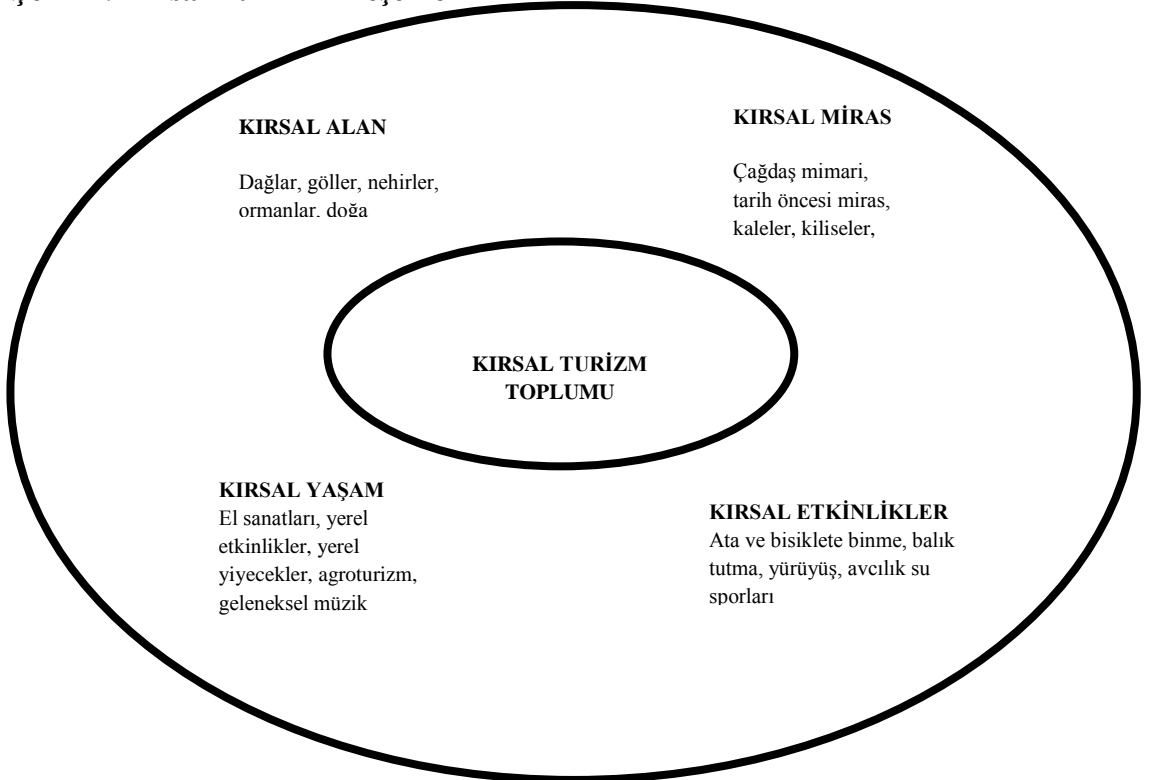 KIRSAL ALAN
Dağlar, göller, nehirler,
ormanlar, doğa
KIRSAL MİRAS
Çağdaş mimari,
tarih öncesi miras,
kaleler, kiliseler,
KIRSAL TURİZM
TOPLUMU
KIRSAL YAŞAM
El sanatları, yerel
etkinlikler, yerel
yiyecekler, agroturizm,
geleneksel müzik
KIRSAL ETKİNLİKLER
Ata ve bisiklete binme, balık
tutma, yürüyüş, avcılık su
sporları